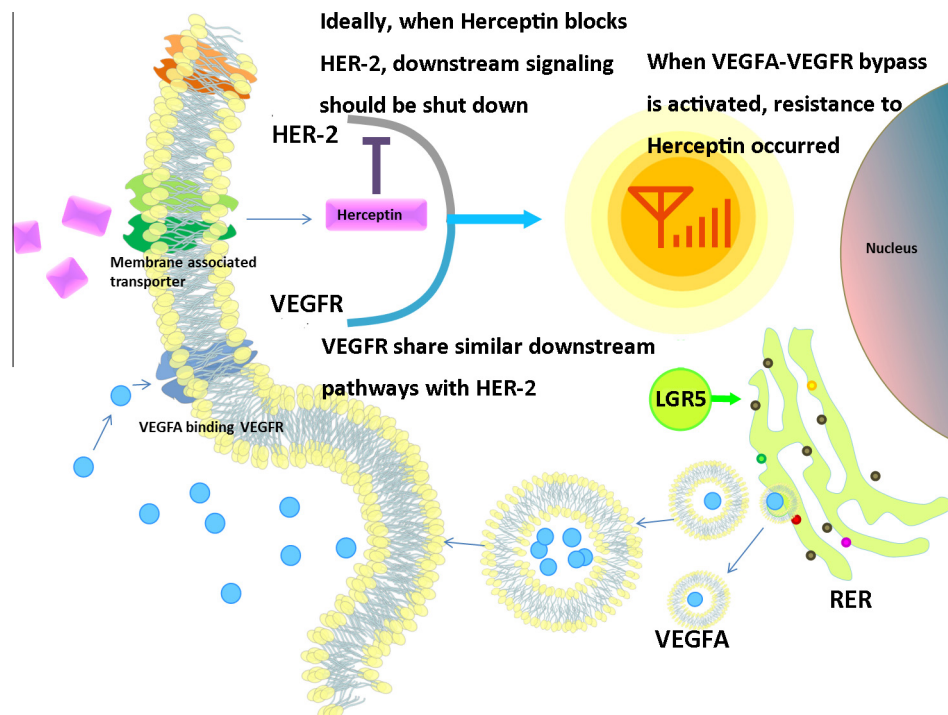 Ideally, when Herceptin blocks
HER-2, downstream signaling
should be shut down
When VEGFA-VEGFR bypass
is activated, resistance to
Herceptin occurred
HER-2
Herceptin
Nucleus
Membrane associated
transporter
VEGFR
VEGFR share similar downstream
pathways with HER-2
LGR5
VEGFA binding VEGFR
RER
VEGFA